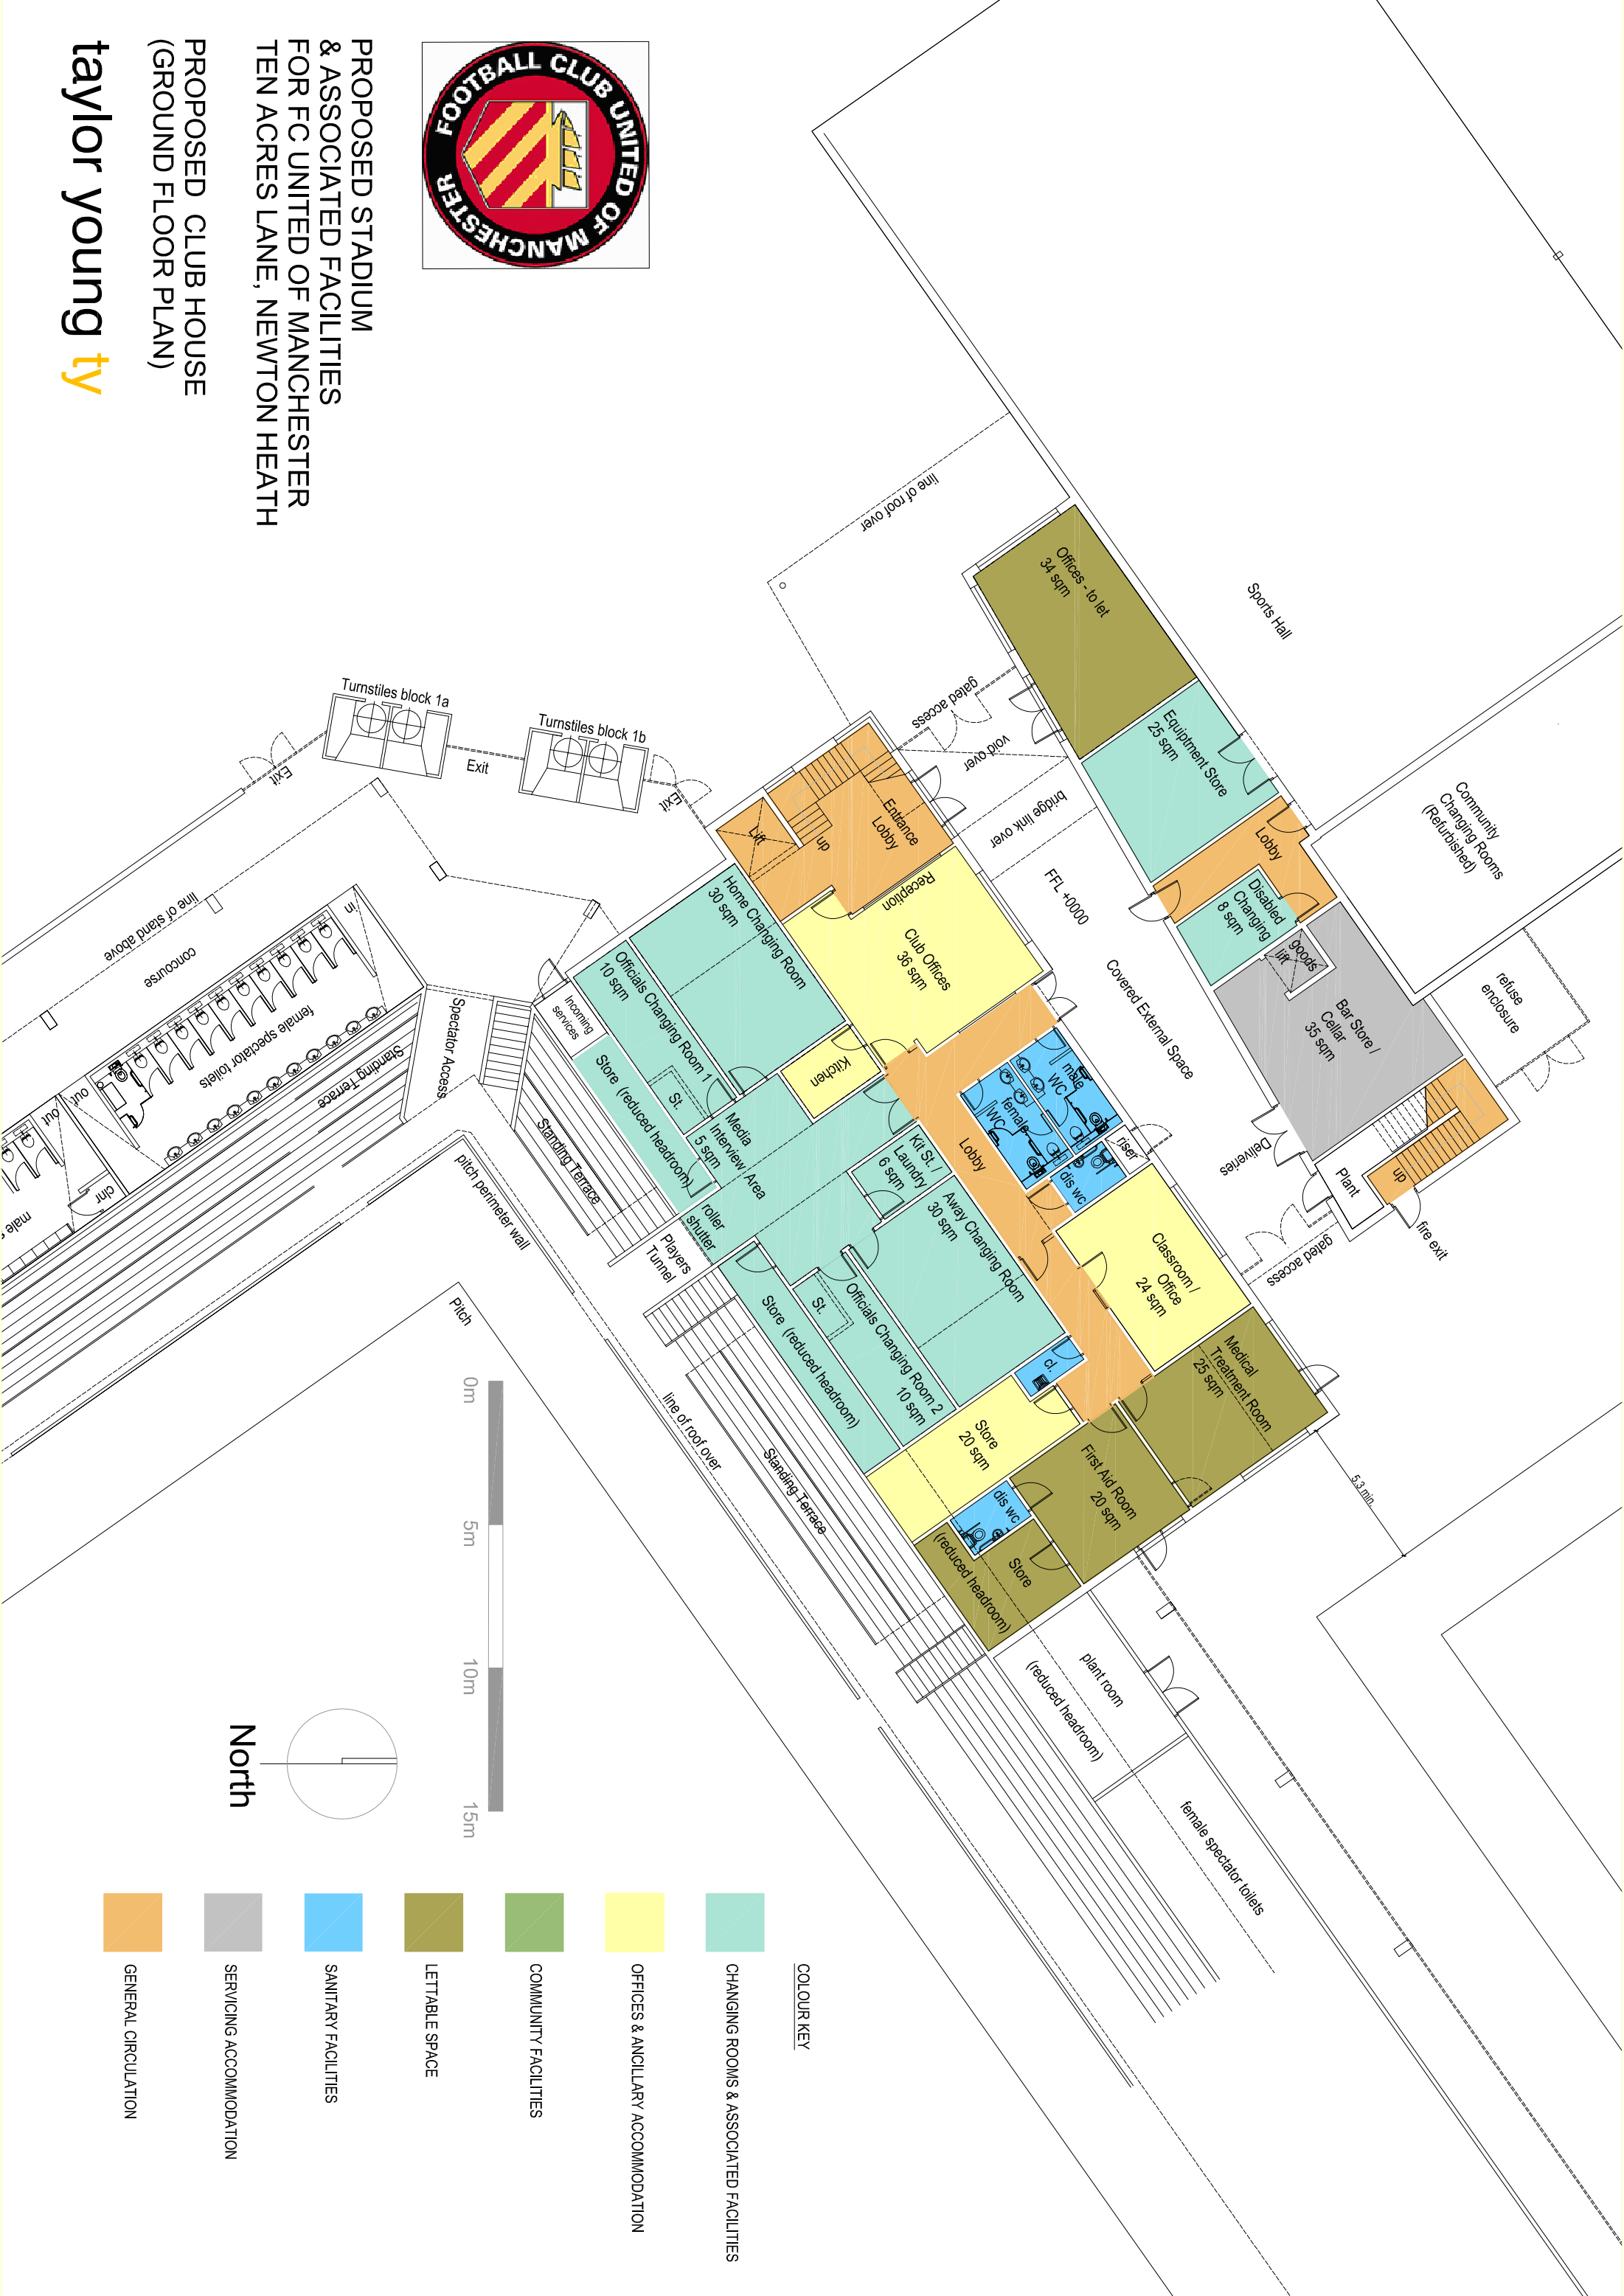 PROPOSED STADIUM
& ASSOCIATED FACILITIES
FOR FC UNITED OF MANCHESTER
TEN ACRES LANE, NEWTON HEATH
PROPOSED CLUB HOUSE
(GROUND FLOOR PLAN)
taylor young ty
FOOTBALL CLUB UNITED OF MANCHESTER
Sports Hall
Community
Changing Rooms
(Refurbished)
refuse
enclosure
line of roof over
Offices - to let
34 sqm
Equiptment Store
25 sqm
Lobby
Disabled
Changing
8 sqm
goods
lift
Bar Store /
Cellar
35 sqm
up
Plant
fire exit
gated access
Deliveries
gated access
void over
bridge link over
FFL +0000
Covered External Space
Turnstiles block 1a
Turnstiles block 1b
Exit
Exit
Exit
Entrance
Lobby
up
Lift
Reception
Club Offices
36 sqm
Home Changing Room
30 sqm
Officials Changing Room 1
10 sqm
Incoming
services
Store (reduced headroom)
St.
Kitchen
Media
Interview Area
5 sqm
Kit St. /
Laundry
6 sqm
Lobby
male
WC
female
WC
riser
dis wc
Classroom /
Office
24 sqm
Away Changing Room
30 sqm
Officials Changing Room 2
10 sqm
St.
Store (reduced headroom)
roller
shutter
Players
Tunnel
cl.
Store
20 sqm
Medical
Treatment Room
25 sqm
First Aid Room
20 sqm
dis wc
Store
(reduced headroom)
5.3 min
plant room
(reduced headroom)
female spectator toilets
line of stand above
concourse
in
female spectator toilets
out
out
chr
male s
Standing Terrace
Spectator Access
Standing Terrace
Standing Terrace
pitch perimeter wall
Pitch
line of roof over
0m
5m
10m
15m
North
COLOUR KEY
CHANGING ROOMS & ASSOCIATED FACILITIES
OFFICES & ANCILLARY ACCOMMODATION
COMMUNITY FACILITIES
LETTABLE SPACE
SANITARY FACILITIES
SERVICING ACCOMMODATION
GENERAL CIRCULATION